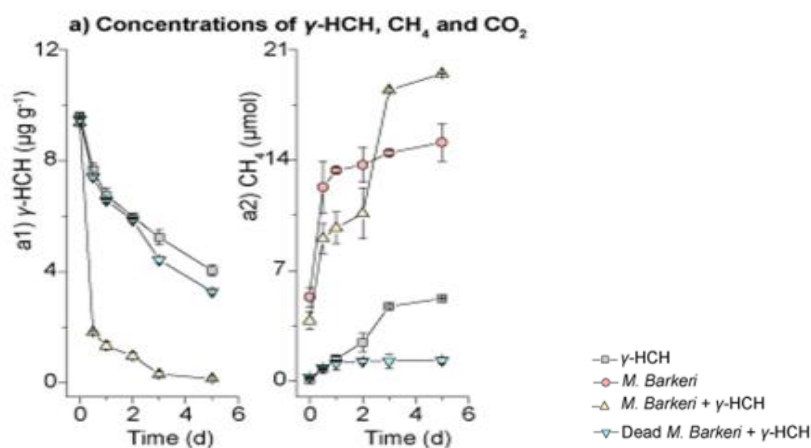 a) Concentrations of γ-HCH, CH₄ and CO₂
12
8
4
0
a1) γ-HCH (µg g⁻¹)
0 2 4 6
Time (d)
21
14
7
0
a2) CH₄ (µmol)
0 2 4 6
Time (d)
γ-HCH
M. Barkeri
M. Barkeri + γ-HCH
Dead M. Barkeri + γ-HCH